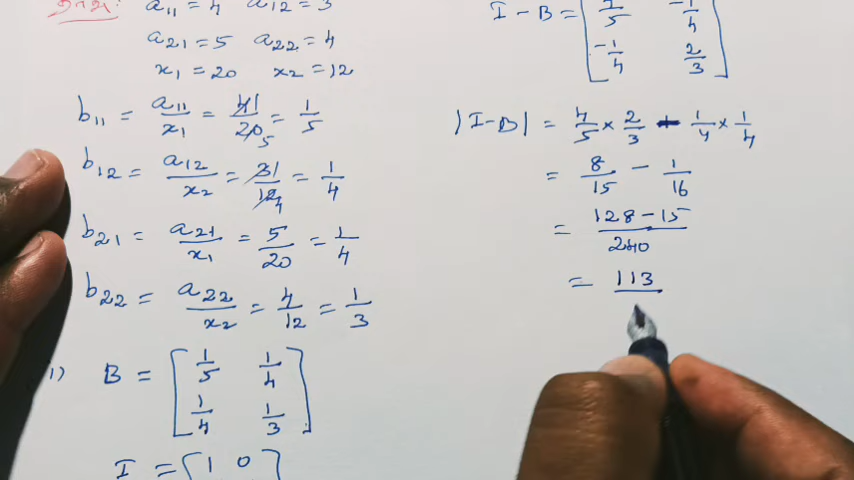 தீர்வு: a₁₁ = 4 a₁₂ = 3
a₂₁ = 5 a₂₂ = 4
x₁ = 20 x₂ = 12
b₁₁ = a₁₁/x₁ = 4/20 = 1/5
b₁₂ = a₁₂/x₂ = 3/12 = 1/4
b₂₁ = a₂₁/x₁ = 5/20 = 1/4
b₂₂ = a₂₂/x₂ = 4/12 = 1/3
1) B = [1/5 1/4
1/4 1/3]
I = [1 0]
I - B = [4/5 -1/4
-1/4 2/3]
|I-B| = 4/5 × 2/3 - 1/4 × 1/4
= 8/15 - 1/16
= 128-15/240
= 113